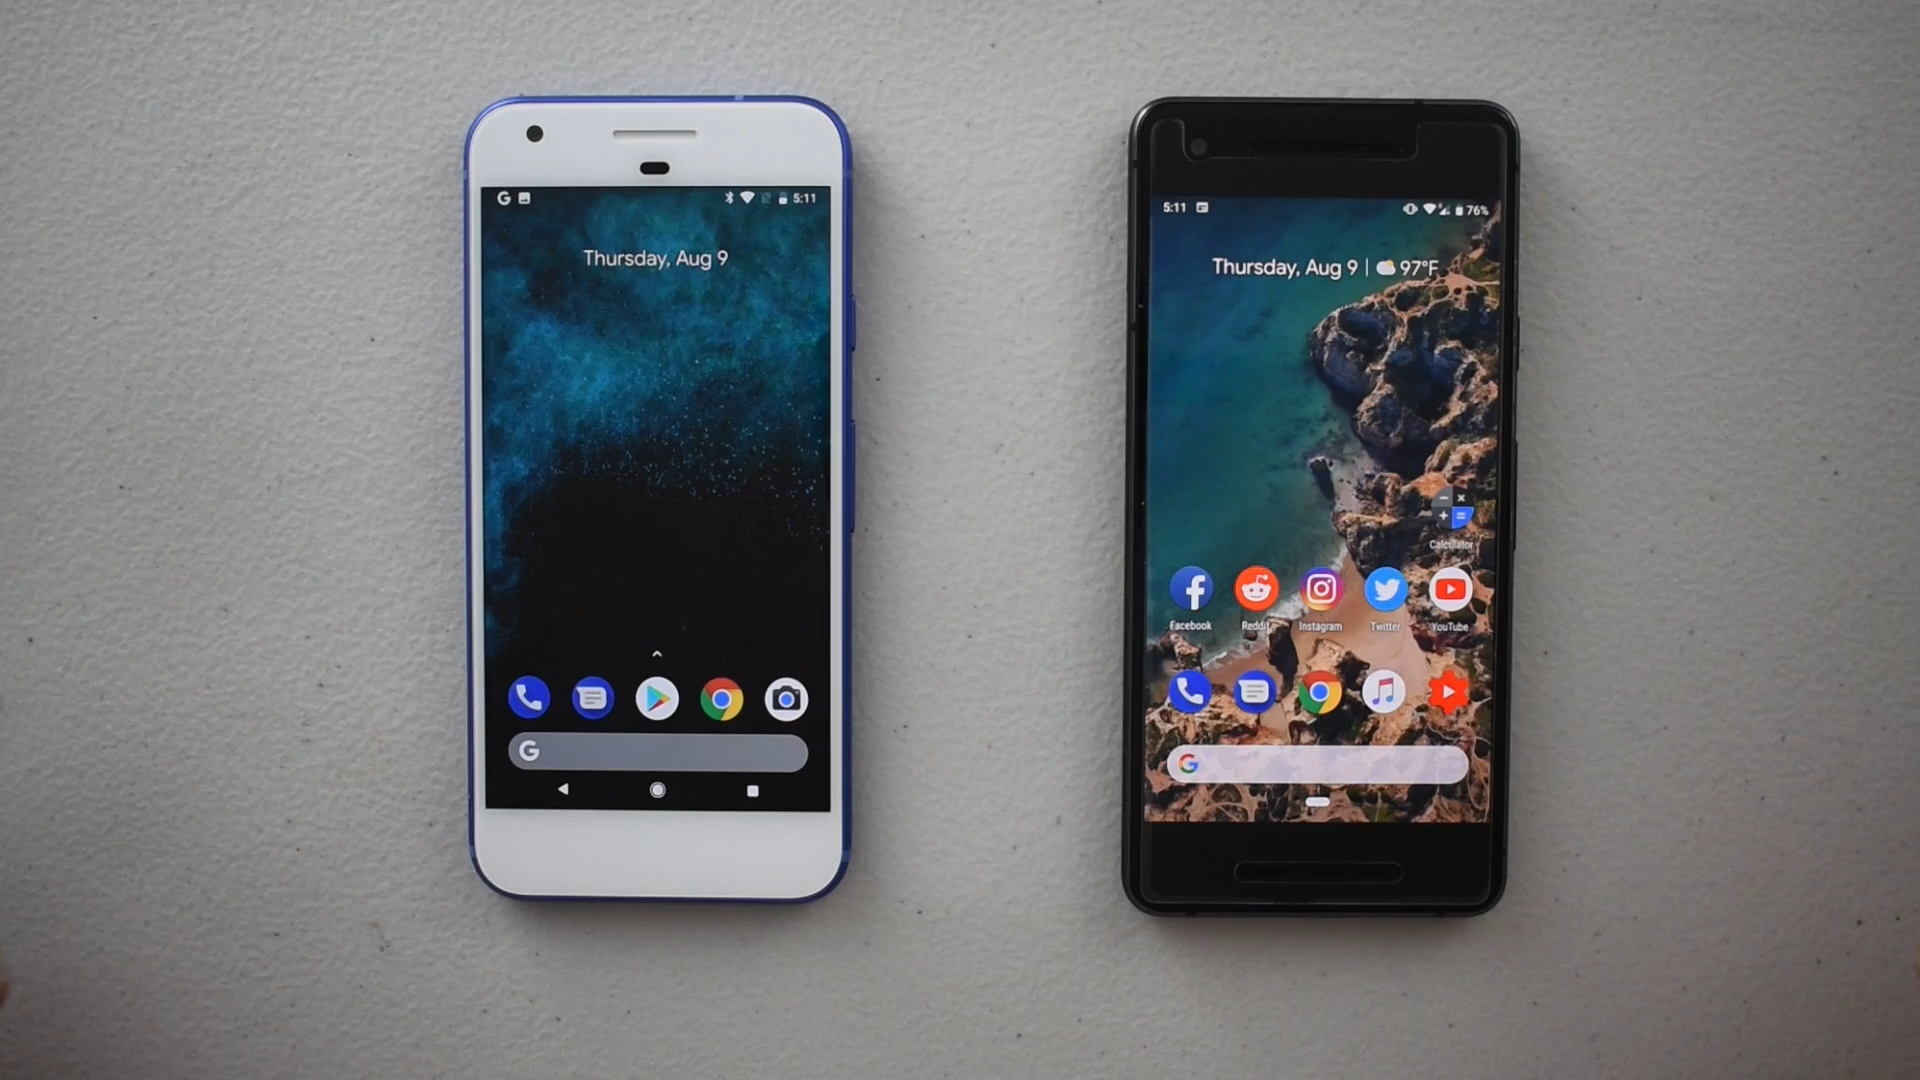 5:11
Thursday, Aug 9
G
5:11
76%
Thursday, Aug 9 | 97°F
Calculator
Facebook
Reddit
Instagram
Twitter
YouTube
G